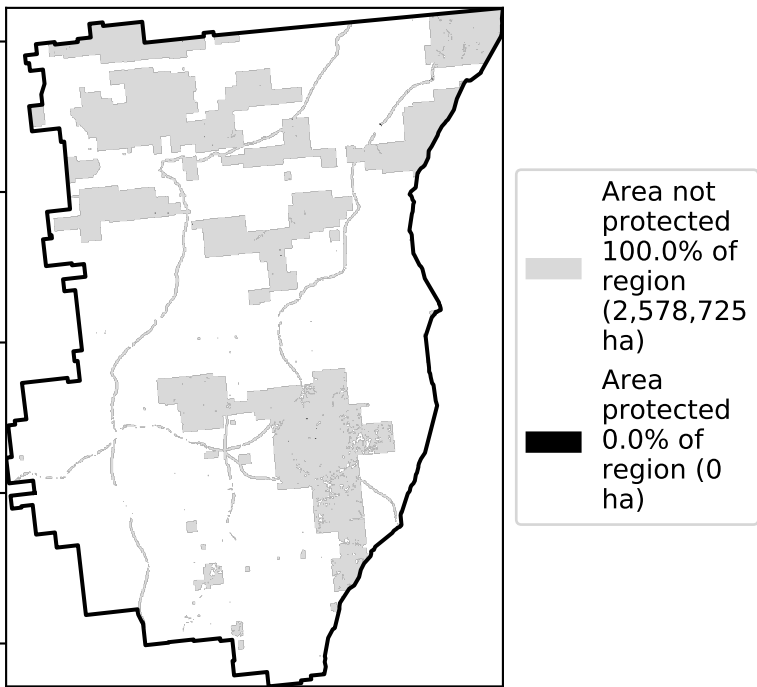 Area not
protected
100.0% of
region
(2,578,725
ha)
Area
protected
0.0% of
region (0
ha)